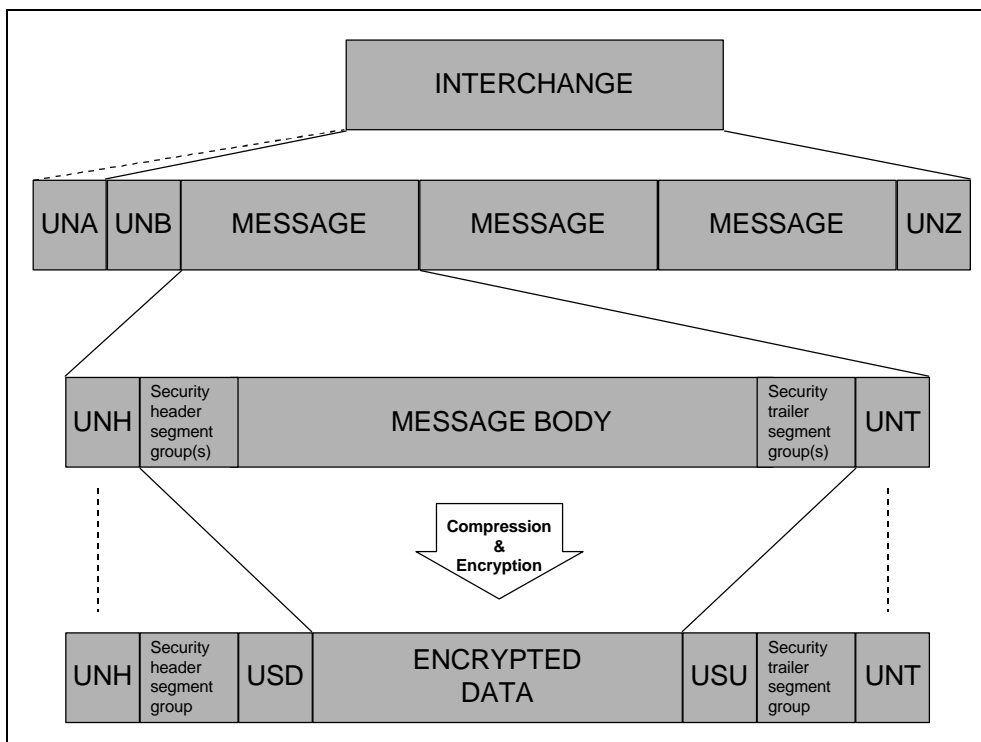 INTERCHANGE
UNA
UNB
MESSAGE
MESSAGE
MESSAGE
UNZ
UNH
Security
header
segment
group(s)
MESSAGE BODY
Security
trailer
segment
group(s)
UNT
Compression
&
Encryption
UNH
Security
header
segment
group
USD
ENCRYPTED
DATA
USU
Security
trailer
segment
group
UNT